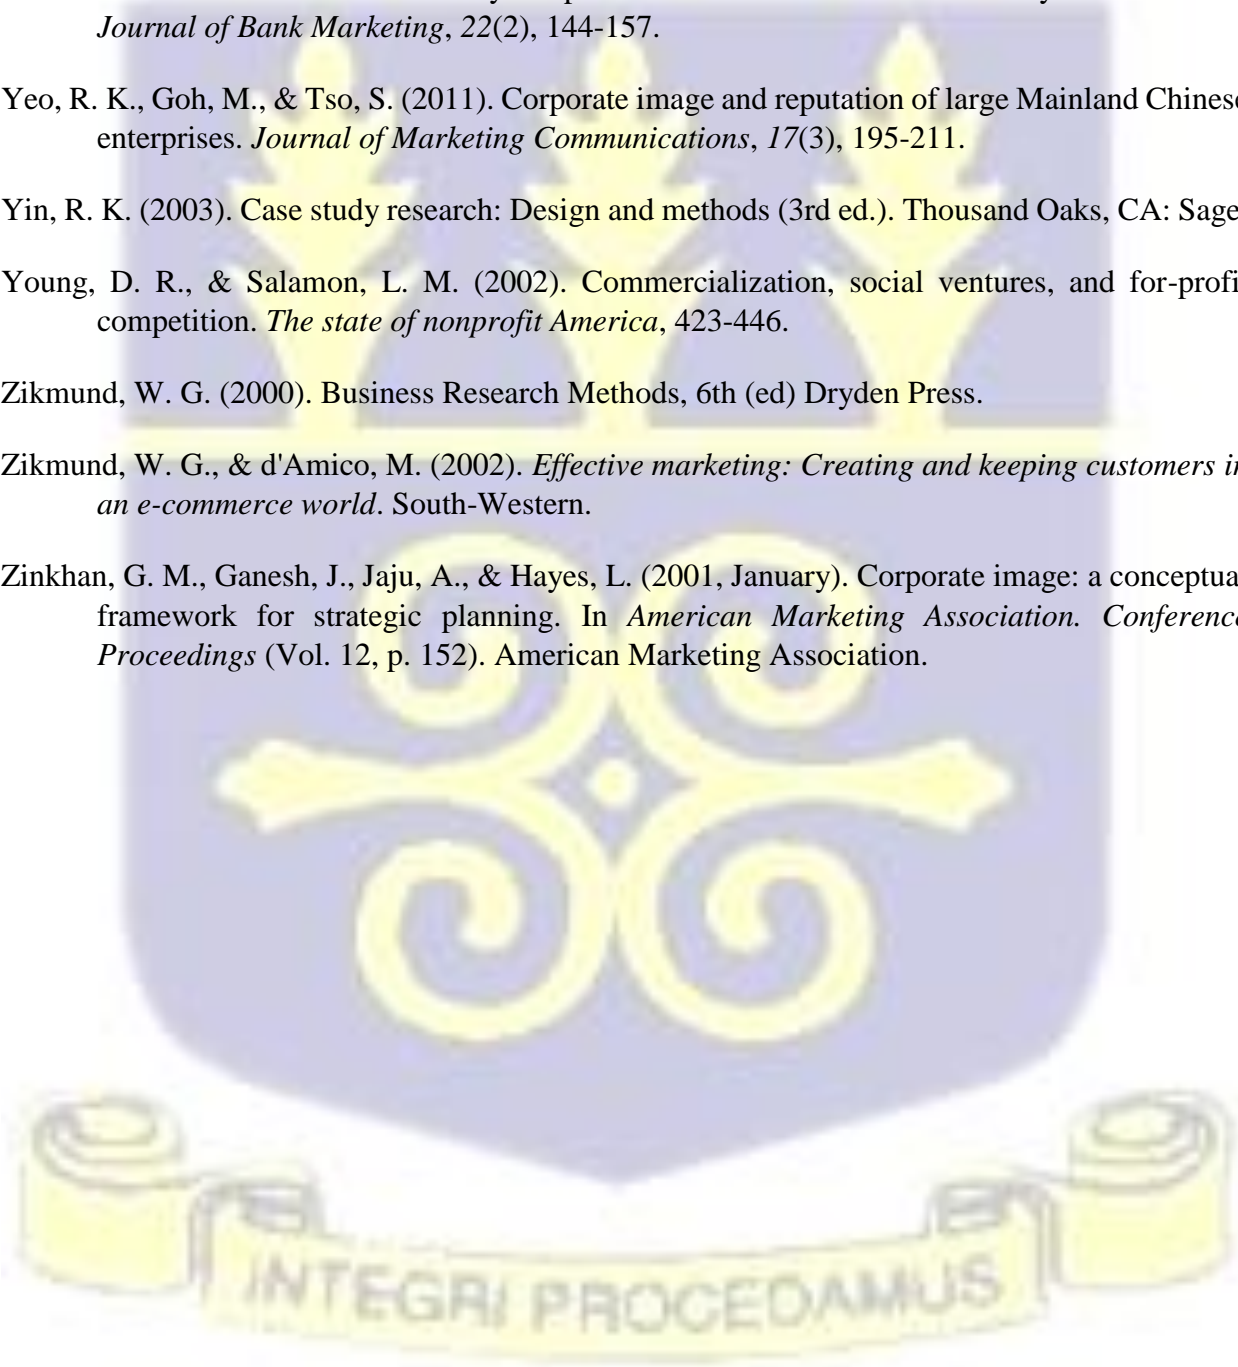 Journal of Bank Marketing, 22(2), 144-157.
Yeo, R. K., Goh, M., & Tso, S. (2011). Corporate image and reputation of large Mainland Chinese
enterprises. Journal of Marketing Communications, 17(3), 195-211.
Yin, R. K. (2003). Case study research: Design and methods (3rd ed.). Thousand Oaks, CA: Sage
Young, D. R., & Salamon, L. M. (2002). Commercialization, social ventures, and for-profi
competition. The state of nonprofit America, 423-446.
Zikmund, W. G. (2000). Business Research Methods, 6th (ed) Dryden Press.
Zikmund, W. G., & d'Amico, M. (2002). Effective marketing: Creating and keeping customers in
an e-commerce world. South-Western.
Zinkhan, G. M., Ganesh, J., Jaju, A., & Hayes, L. (2001, January). Corporate image: a conceptua
framework for strategic planning. In American Marketing Association. Conference
Proceedings (Vol. 12, p. 152). American Marketing Association.
INTEGRI PROCEDAMUS